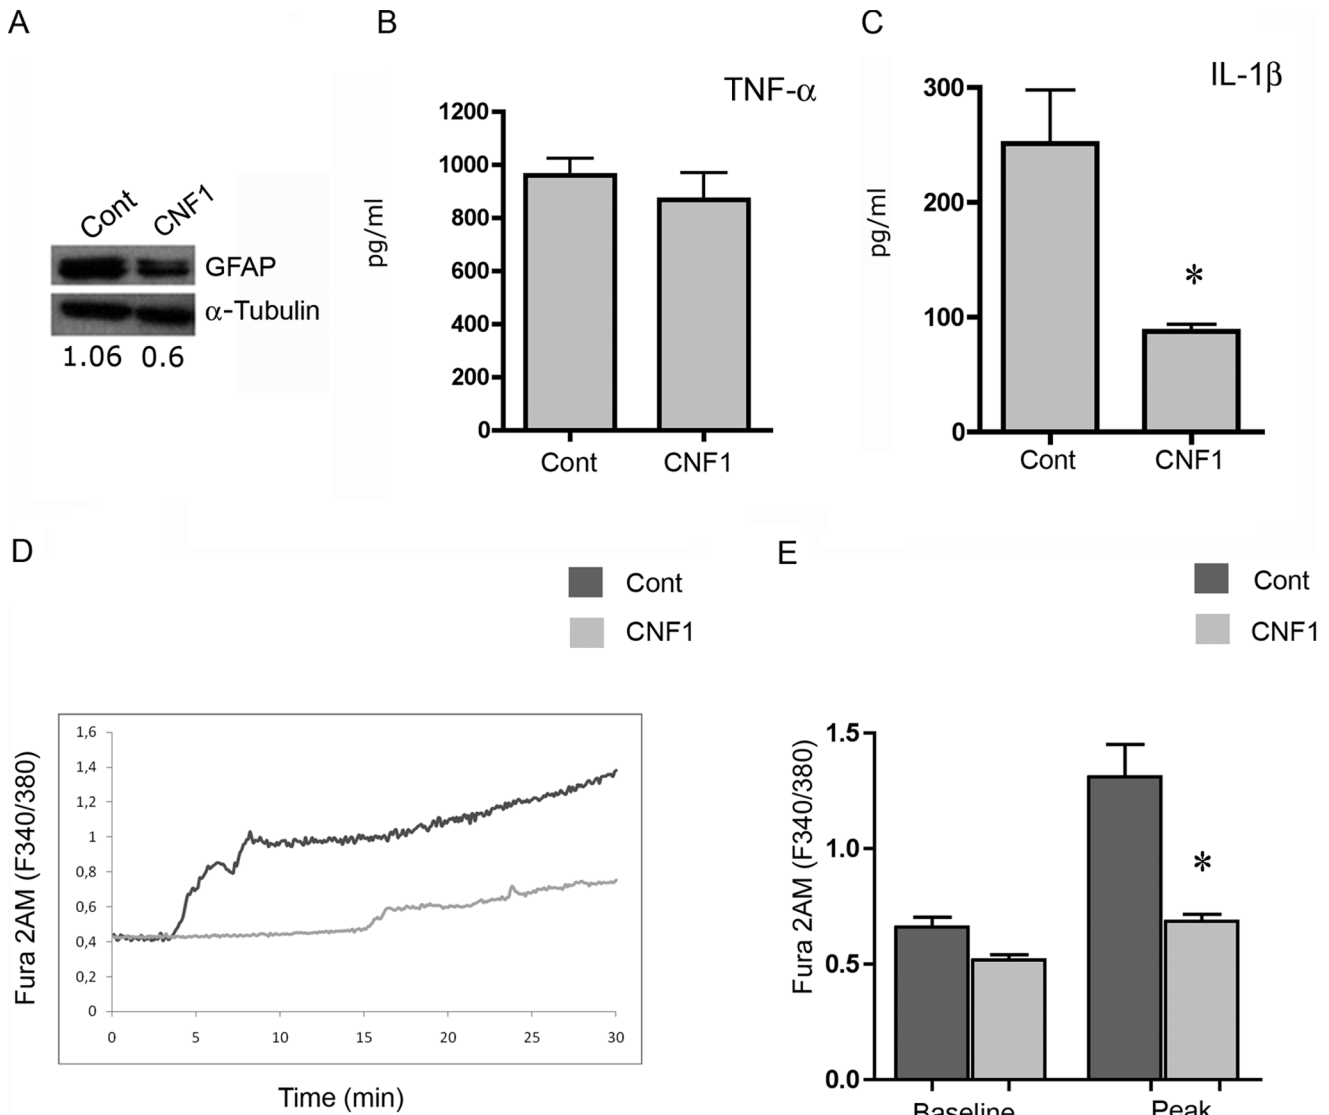 A
Cont CNF1
GFAP
α-Tubulin
1.06 0.6
B
TNF-α
pg/ml
1200
1000
800
600
400
200
0
Cont CNF1
C
IL-1β
pg/ml
300
200
100
0
*
Cont CNF1
D
Cont
CNF1
Fura 2AM (F340/380)
1,6
1,4
1,2
1
0,8
0,6
0,4
0,2
0
0 5 10 15 20 25 30
Time (min)
E
Cont
CNF1
Fura 2AM (F340/380)
1.5
1.0
0.5
0.0
*
Baseline Peak